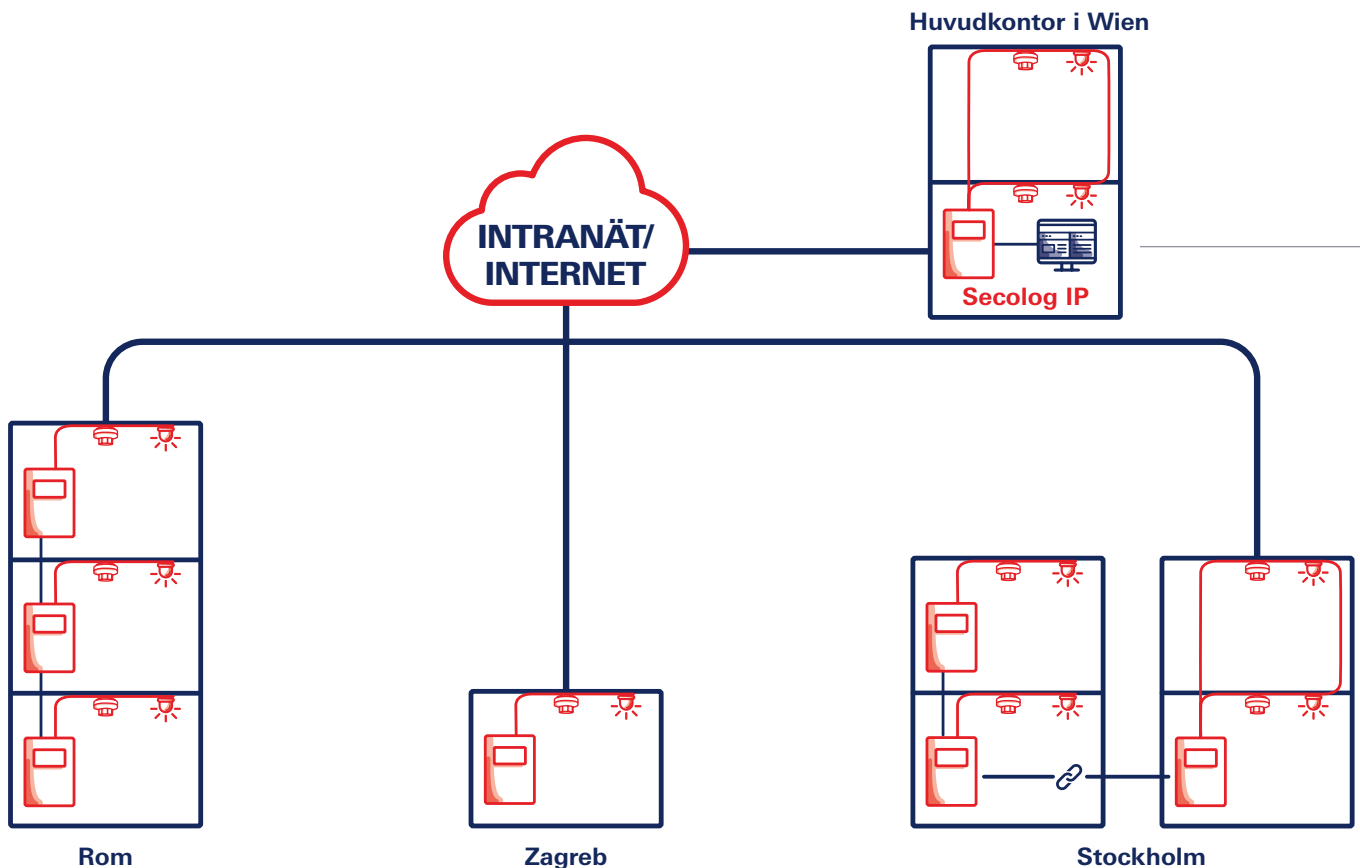 Huvudkontor i Wien
INTRANÄT/
INTERNET
Secolog IP
Rom
Zagreb
Stockholm